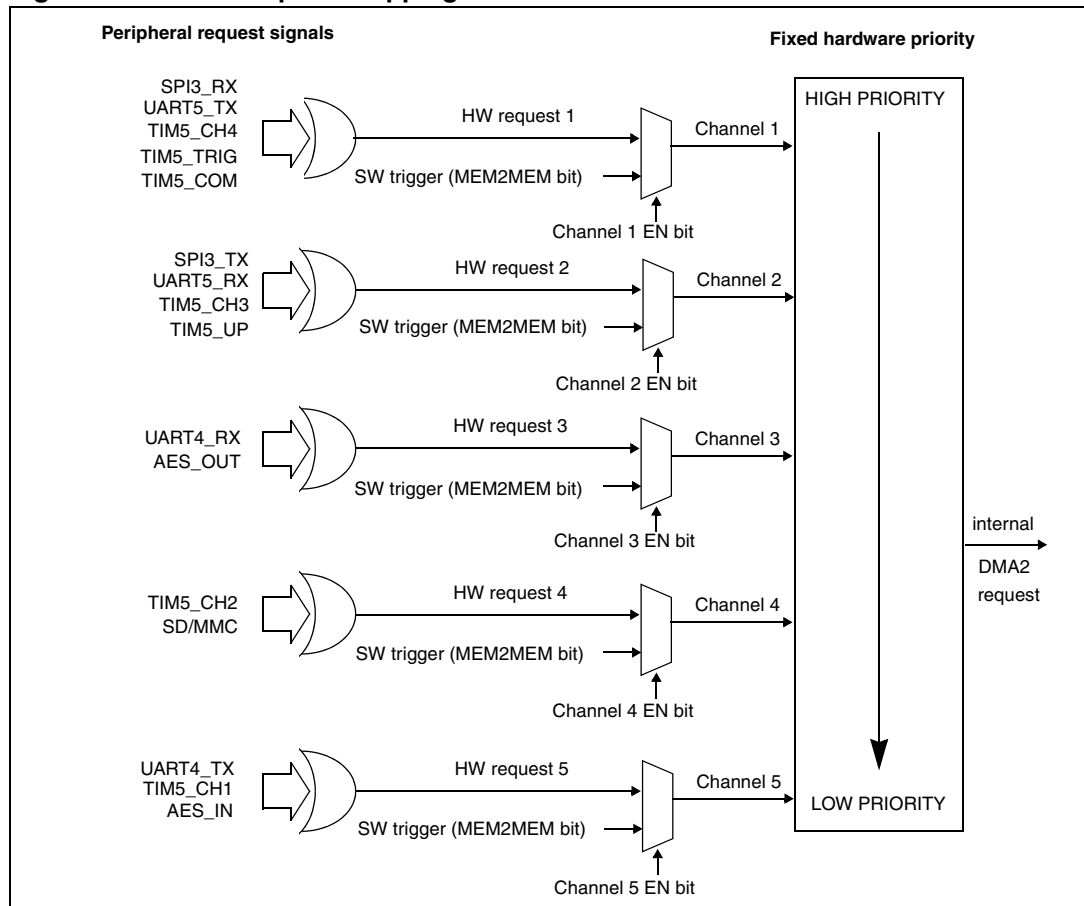 Peripheral request signals
Fixed hardware priority
SPI3_RX
UART5_TX
TIM5_CH4
TIM5_TRIG
TIM5_COM
HW request 1
SW trigger (MEM2MEM bit)
Channel 1
Channel 1 EN bit
HIGH PRIORITY
SPI3_TX
UART5_RX
TIM5_CH3
TIM5_UP
HW request 2
SW trigger (MEM2MEM bit)
Channel 2
Channel 2 EN bit
UART4_RX
AES_OUT
HW request 3
SW trigger (MEM2MEM bit)
Channel 3
Channel 3 EN bit
internal
DMA2
request
TIM5_CH2
SD/MMC
HW request 4
SW trigger (MEM2MEM bit)
Channel 4
Channel 4 EN bit
UART4_TX
TIM5_CH1
AES_IN
HW request 5
SW trigger (MEM2MEM bit)
Channel 5
Channel 5 EN bit
LOW PRIORITY